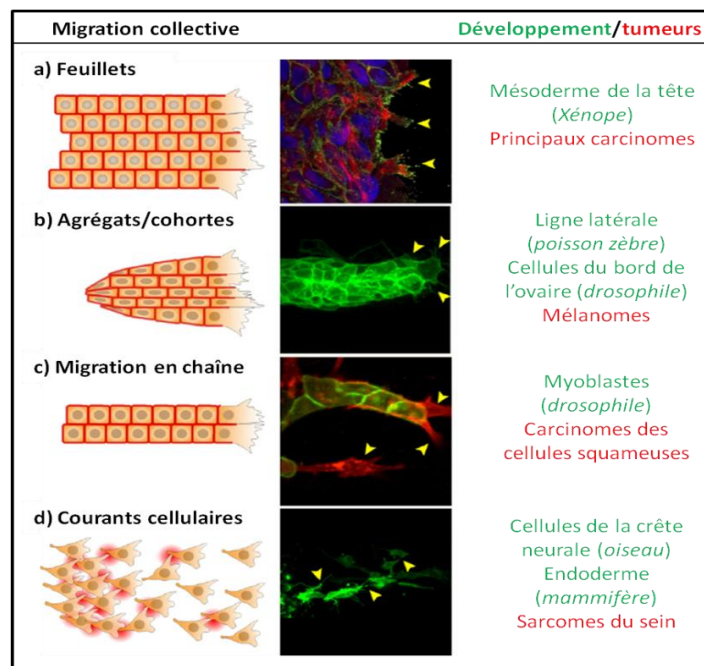 Migration collective
Développement/tumeurs
a) Feuillets
Mésoderme de la tête
(Xénope)
Principaux carcinomes
b) Agrégats/cohortes
Ligne latérale
(poisson zèbre)
Cellules du bord de
l'ovaire (drosophile)
Mélanomes
c) Migration en chaîne
Myoblastes
(drosophile)
Carcinomes des
cellules squameuses
d) Courants cellulaires
Cellules de la crête
neurale (oiseau)
Endoderme
(mammifère)
Sarcomes du sein